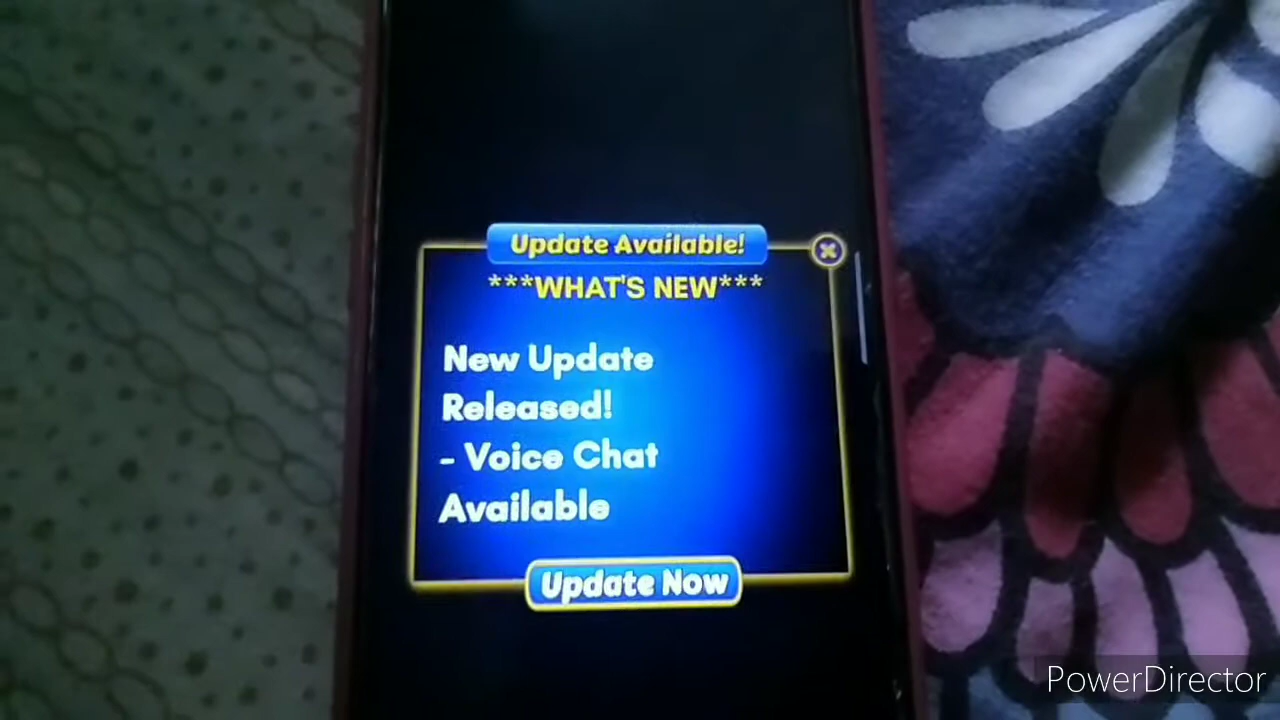 Update Available!
***WHAT'S NEW***
New Update
Released!
- Voice Chat
Available
Update Now
PowerDirector